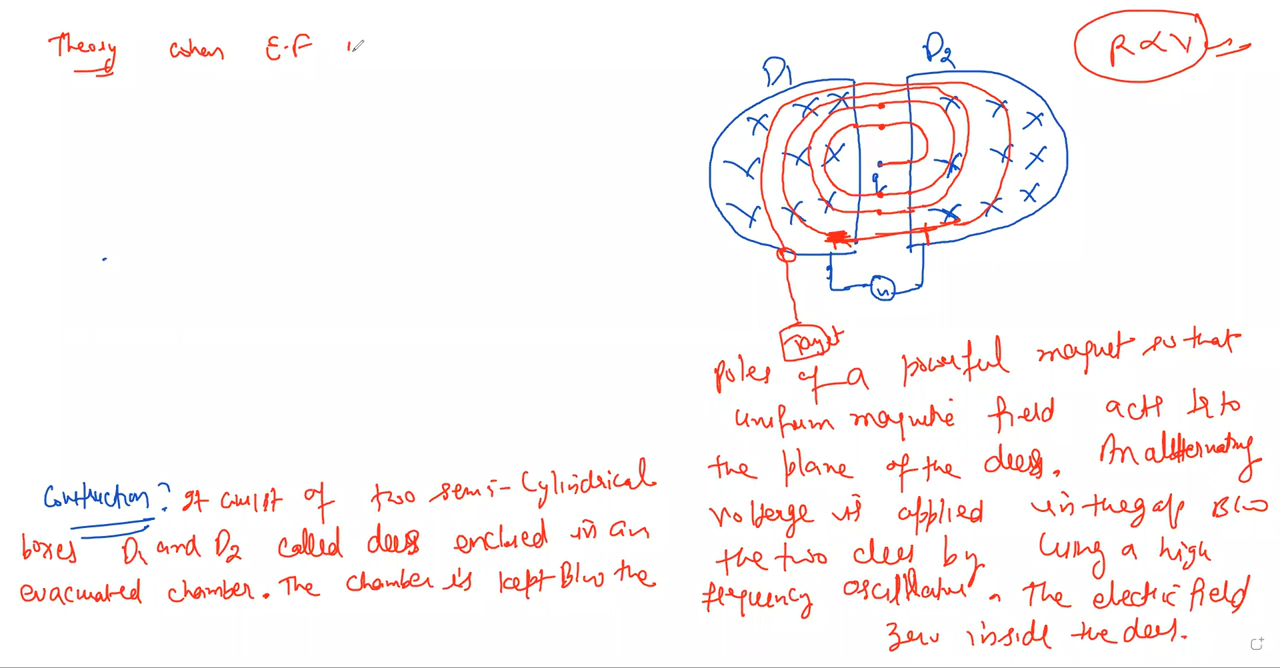 Theory when E.F
R ∝ V
D1
D2
q
Target
Contruction: It consist of two semi-Cylindrical
boxes D1 and D2 called dees enclosed in an
evacuated chamber. The chamber is kept B/w the
poles of a powerful magnet so that
uniform magnetic field acts ⊥ to
the plane of the dees. An alternating
voltage is applied in the gap B/w
the two dees by using a high
frequency oscillator. The electric field
Zero inside the dees.